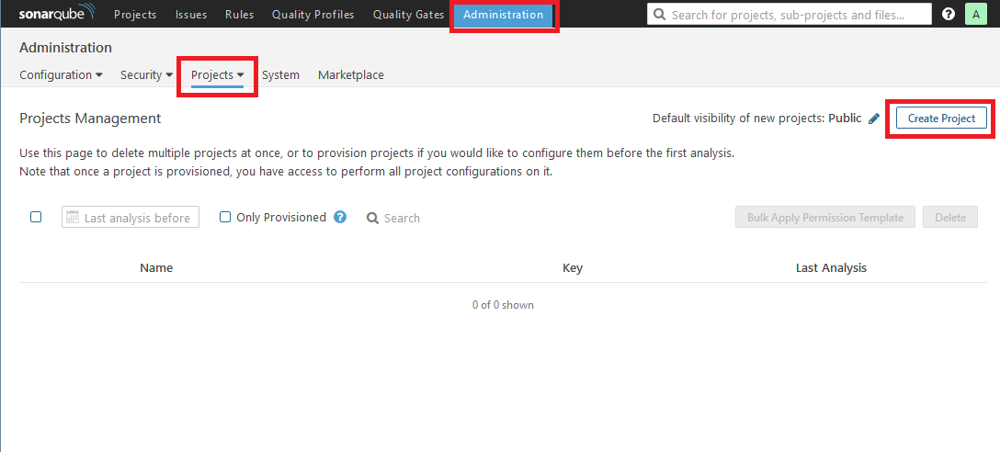 sonarqube Projects Issues Rules Quality Profiles Quality Gates Administration Search for projects, sub-projects and files... ? A
Administration
Configuration Security Projects System Marketplace
Projects Management Default visibility of new projects: Public Create Project
Use this page to delete multiple projects at once, or to provision projects if you would like to configure them before the first analysis.
Note that once a project is provisioned, you have access to perform all project configurations on it.
Last analysis before Only Provisioned ? Search Bulk Apply Permission Template Delete
Name Key Last Analysis
0 of 0 shown